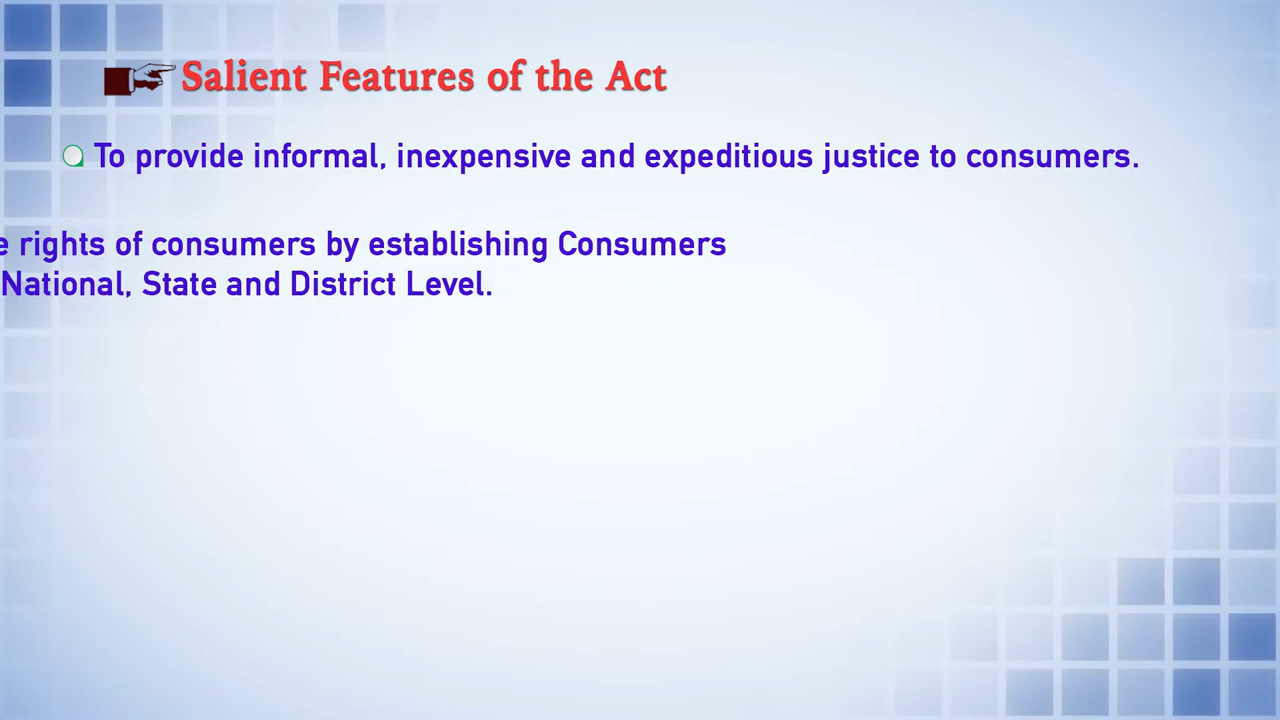 Salient Features of the Act
To provide informal, inexpensive and expeditious justice to consumers.
rights of consumers by establishing Consumers
National, State and District Level.